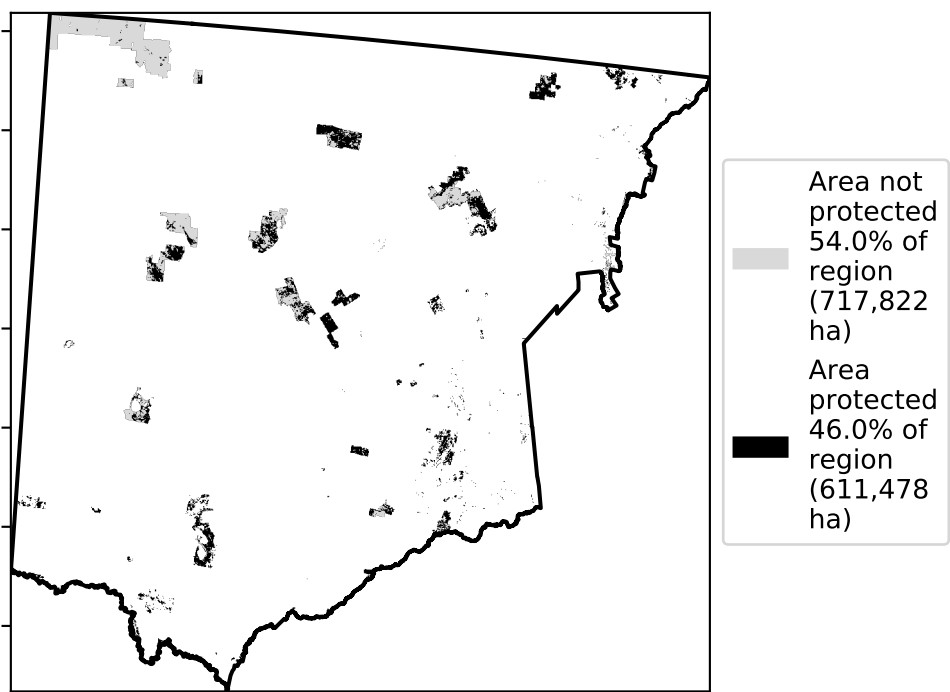 Area not
protected
54.0% of
region
(717,822
ha)
Area
protected
46.0% of
region
(611,478
ha)